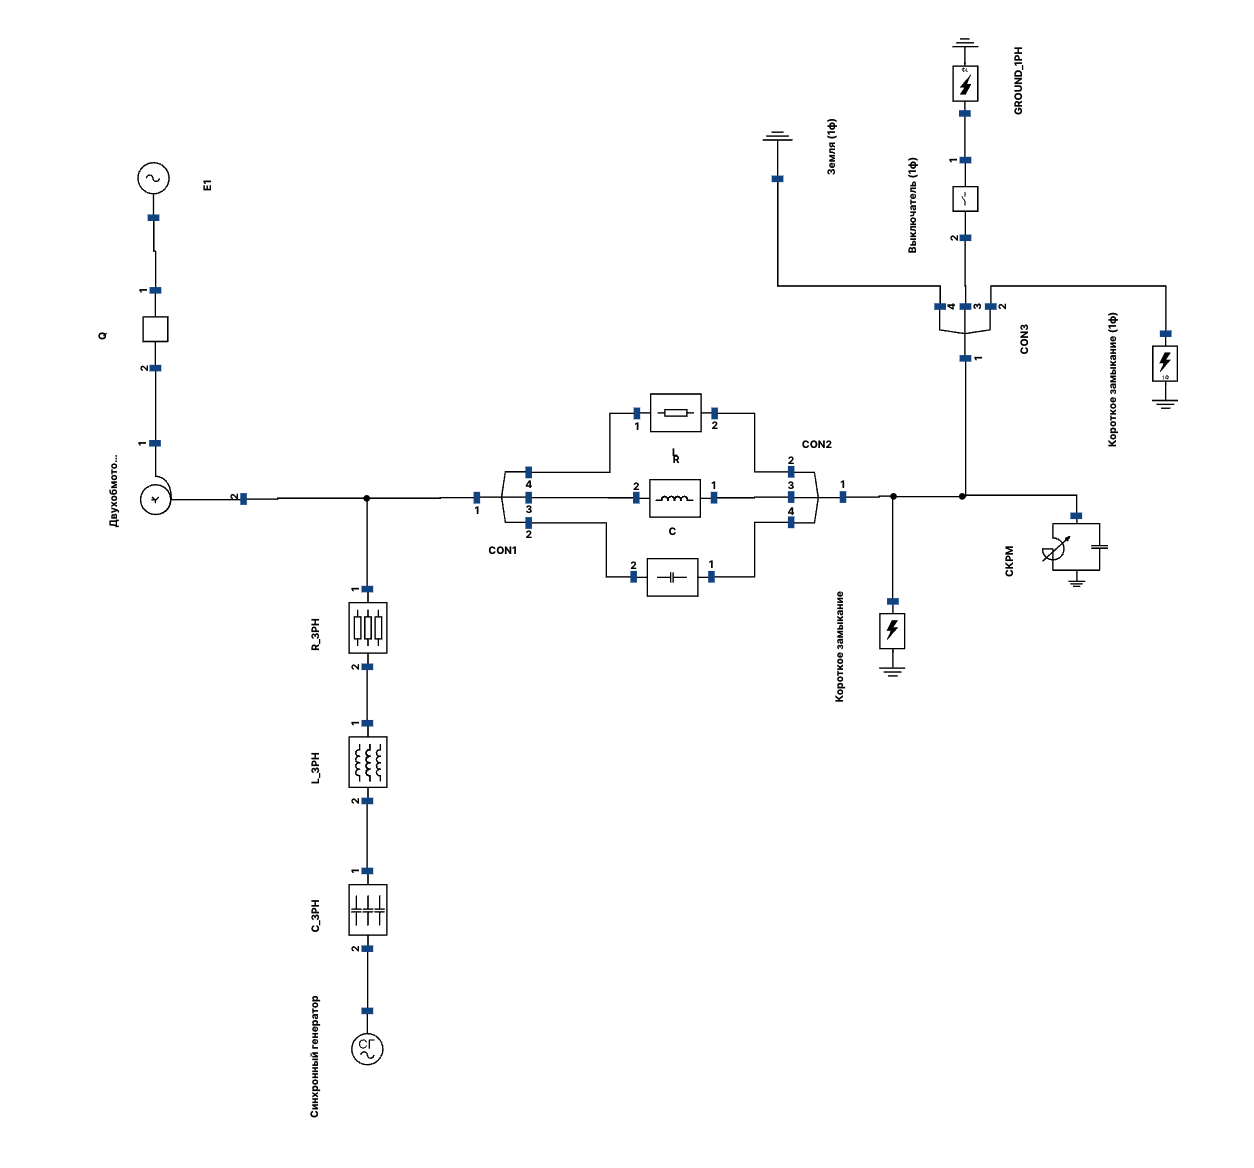 GROUND_1PH
1
Выключатель (1ф)
2
Земля (1ф)
E1
1
Q
2
1
Двухобмото...
2
4
3
2
CON3
1
Короткое замыкание (1ф)
1ф
1
2
L
R
CON2
1
4
3
2
CON1
2
1
C
2
1
2
3
4
1
СКРМ
Короткое замыкание
1
R_3PH
2
1
L_3PH
2
1
C_3PH
2
Синхронный генератор
СГ